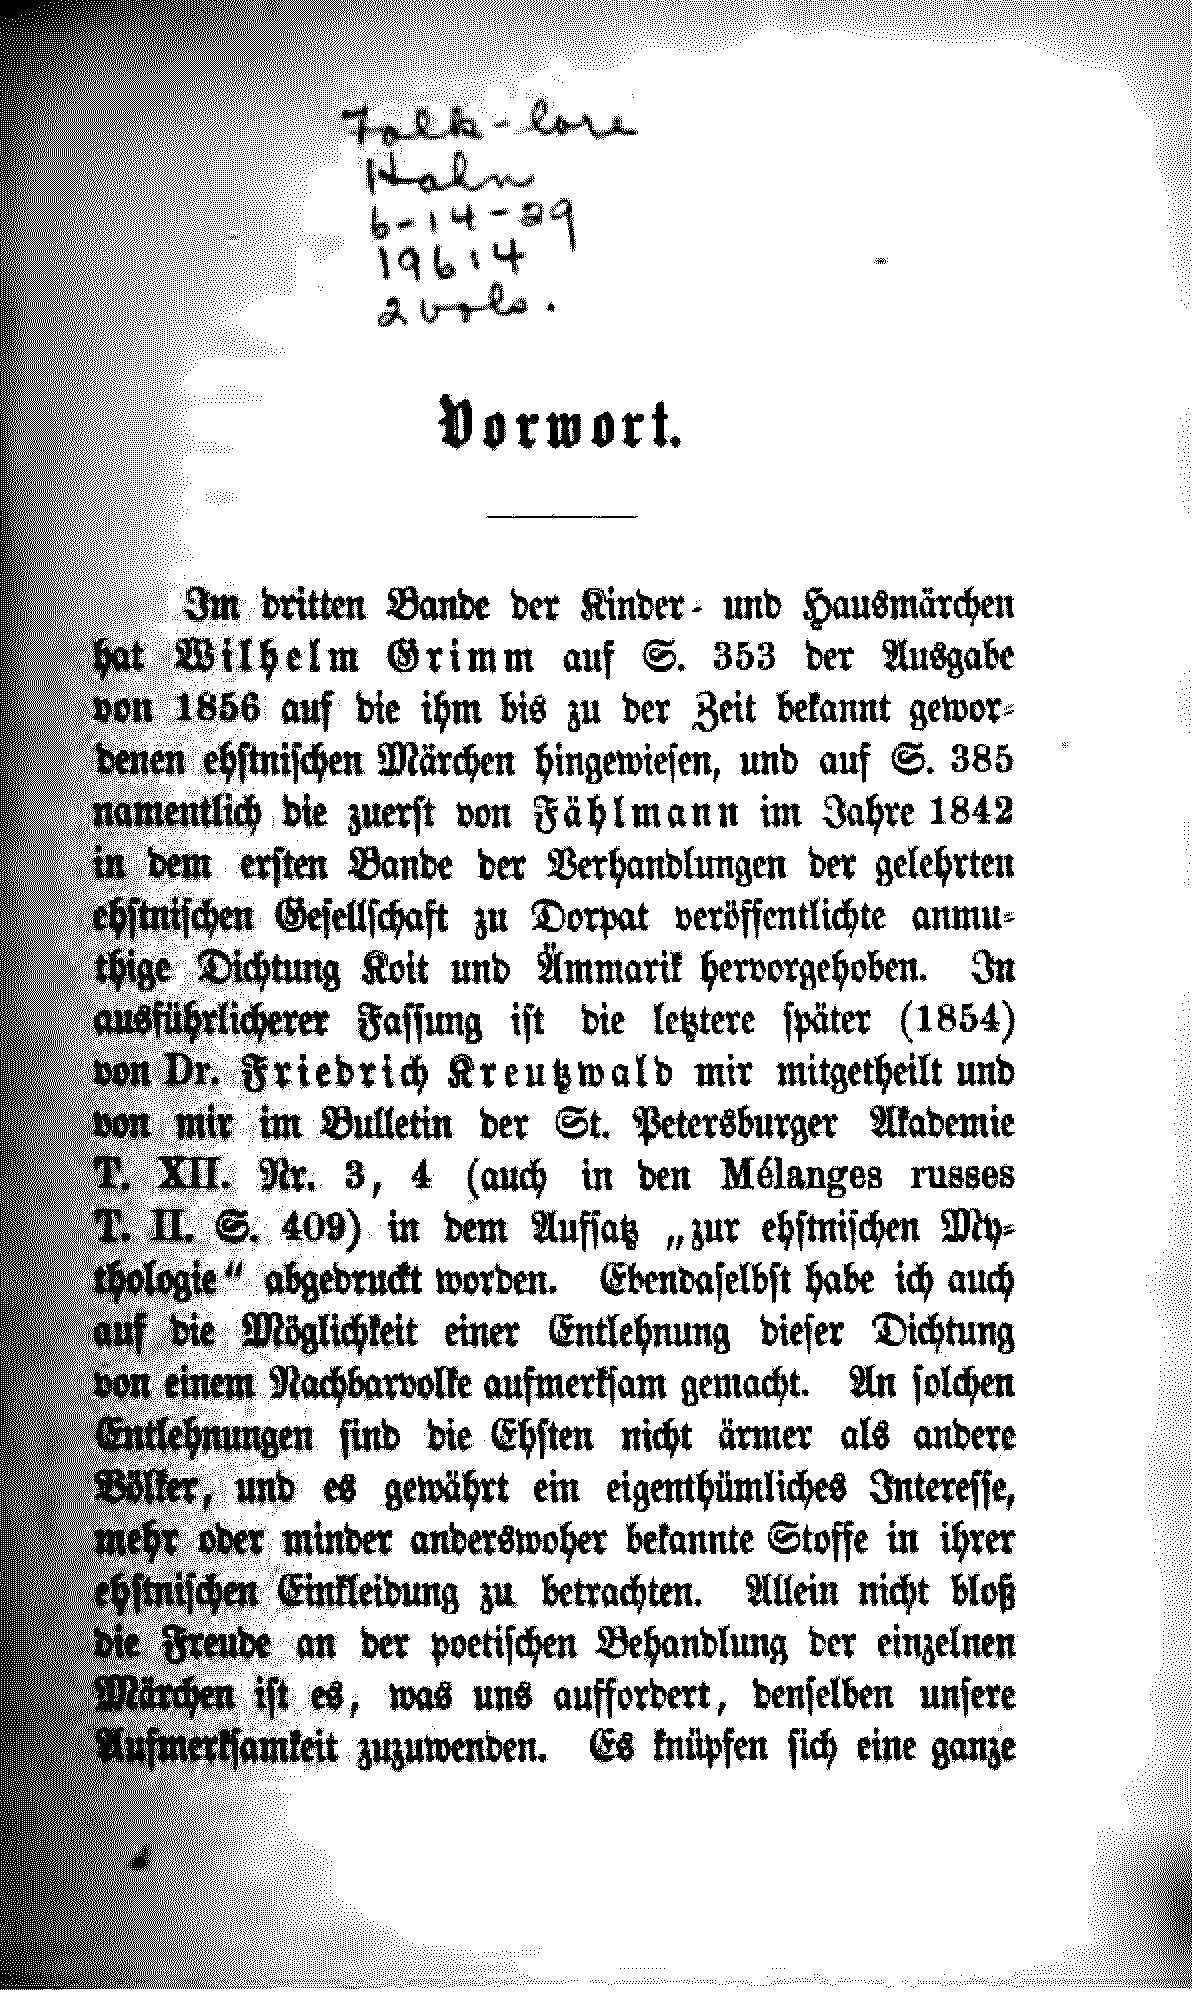 Folk-lore
Hahn
6-14-29
19614
2 vols.
Vorwort.
Im dritten Bande der Kinder- und Hausmärchen
hat Wilhelm Grimm auf S. 353 der Ausgabe
von 1856 auf die ihm bis zu der Zeit bekannt gewor-
denen ehstnischen Märchen hingewiesen, und auf S. 385
namentlich die zuerst von Fählmann im Jahre 1842
in dem ersten Bande der Verhandlungen der gelehrten
ehstnischen Gesellschaft zu Dorpat veröffentlichte anmu-
thige Dichtung Koit und Ämmarik hervorgehoben. In
ausführlicherer Fassung ist die letztere später (1854)
von Dr. Friedrich Kreutzwald mir mitgetheilt und
von mir im Bulletin der St. Petersburger Akademie
T. XII. Nr. 3, 4 (auch in den Mélanges russes
T. II. S. 409) in dem Aufsatz „zur ehstnischen My-
thologie“ abgedruckt worden. Ebendaselbst habe ich auch
auf die Möglichkeit einer Entlehnung dieser Dichtung
von einem Nachbarvolke aufmerksam gemacht. An solchen
Entlehnungen sind die Ehsten nicht ärmer als andere
Völker, und es gewährt ein eigenthümliches Interesse,
mehr oder minder anderswoher bekannte Stoffe in ihrer
ehstnischen Einkleidung zu betrachten. Allein nicht bloß
die Freude an der poetischen Behandlung der einzelnen
Märchen ist es, was uns auffordert, denselben unsere
Aufmerksamkeit zuzuwenden. Es knüpfen sich eine ganze